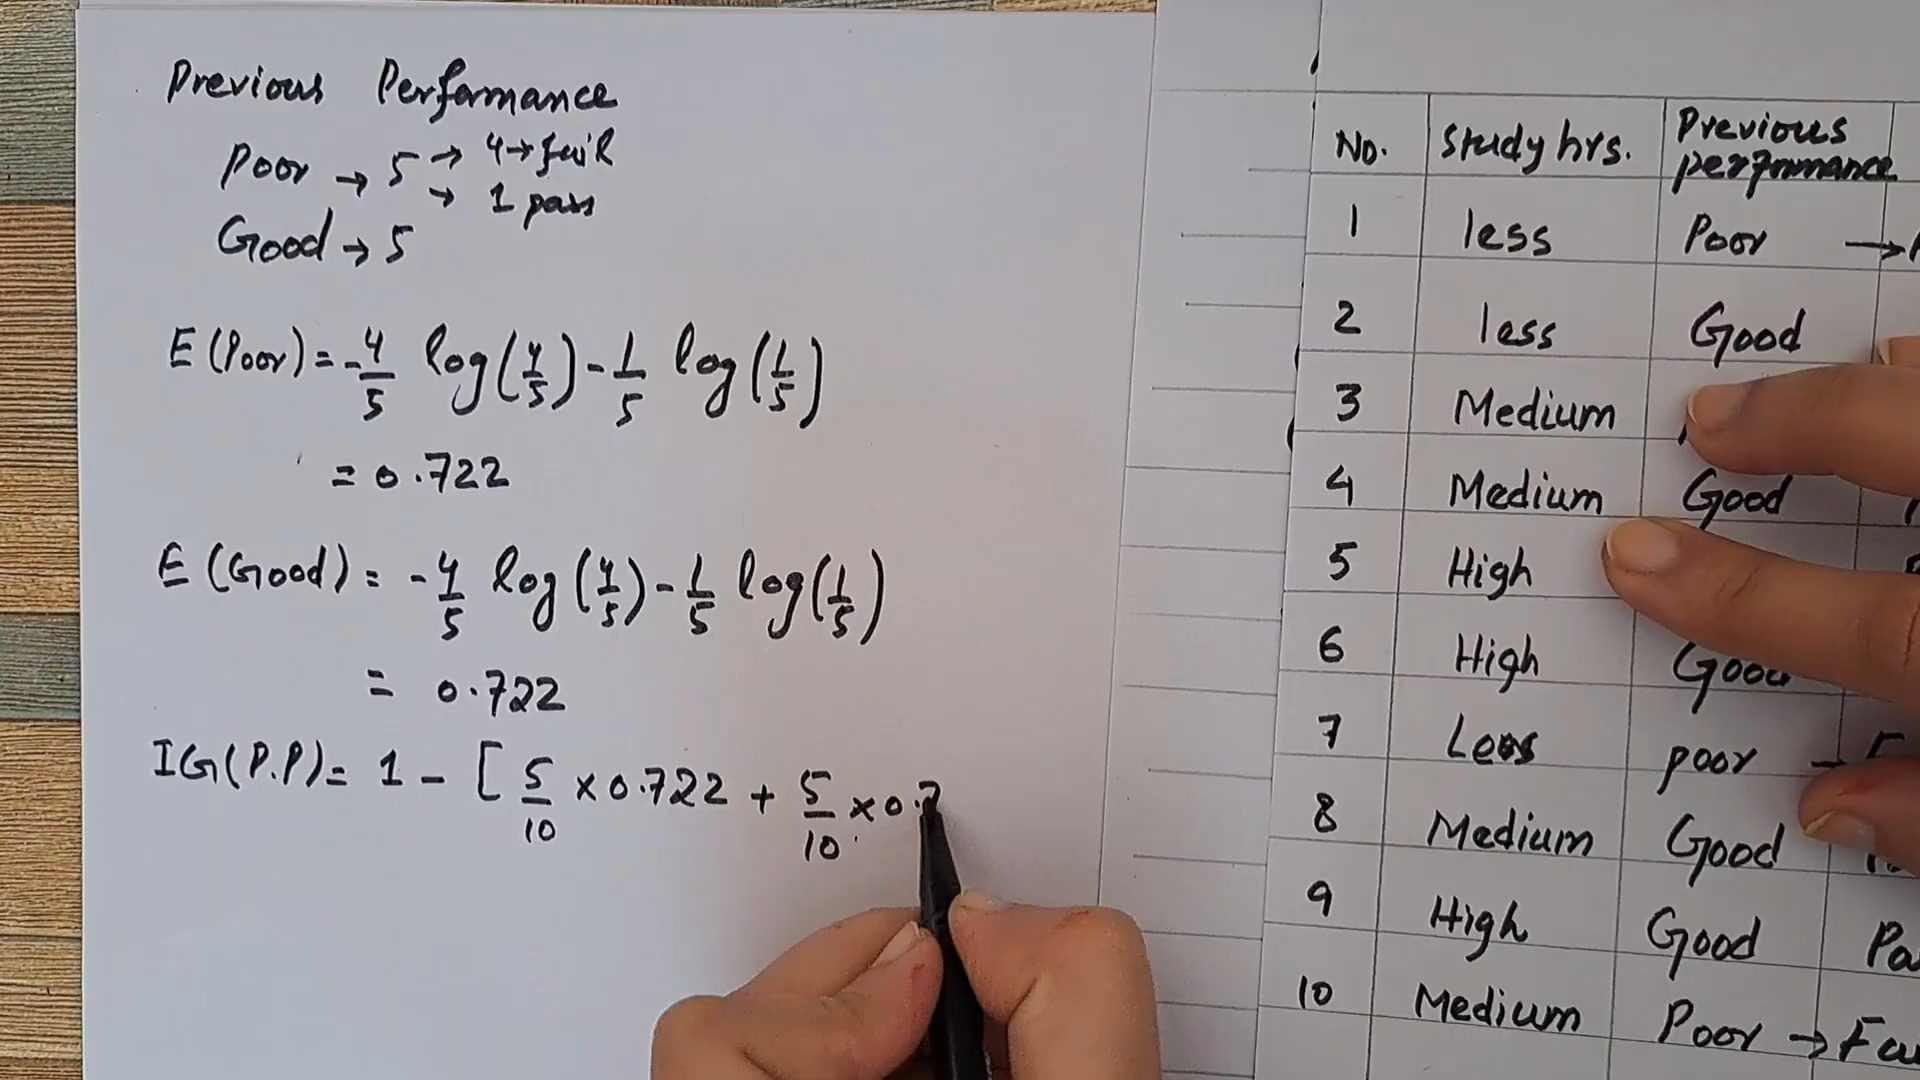 Previous Performance
Poor → 5 → 4 → fail
→ 1 pass
Good → 5
E (Poor) = -4/5 log(4/5) - 1/5 log(1/5)
= 0.722
E (Good) = -4/5 log(4/5) - 1/5 log(1/5)
= 0.722
IG(P.P) = 1 - [5/10 × 0.722 + 5/10 × 0.7
No. Study hrs. Previous performance
1 less Poor →
2 less Good
3 Medium
4 Medium Good
5 High
6 High Good
7 Less poor →
8 Medium Good
9 High Good Pa
10 Medium Poor → Fa